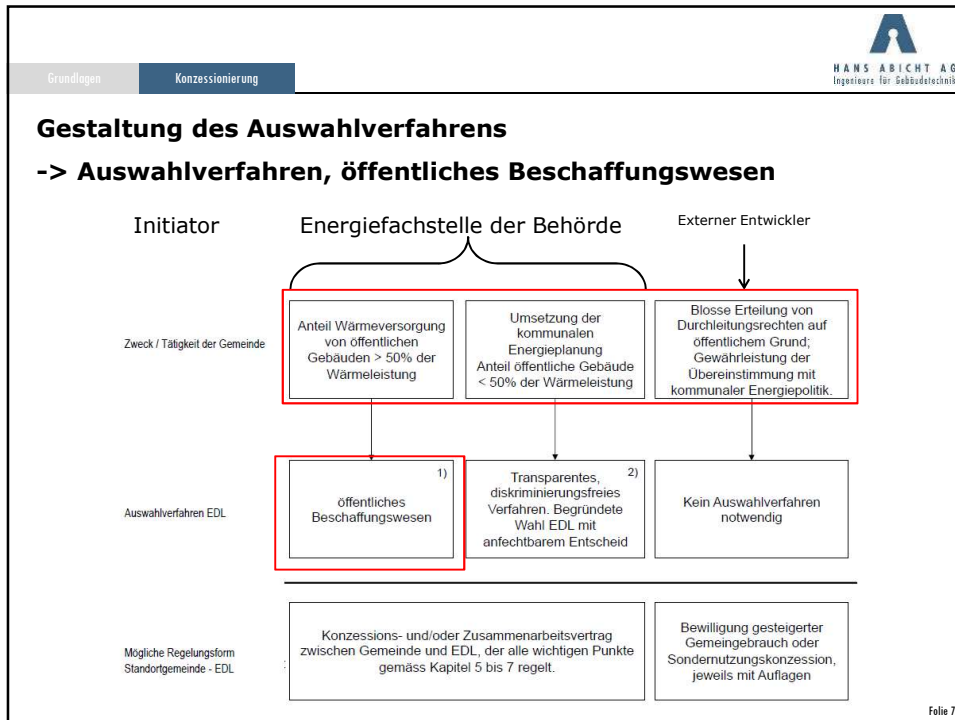 HANS ABICHT AG
Ingenieure für Gebäudetechnik
Grundlagen
Konzessionierung
Gestaltung des Auswahlverfahrens
-> Auswahlverfahren, öffentliches Beschaffungswesen
Initiator
Energiefachstelle der Behörde
Externer Entwickler
Zweck / Tätigkeit der Gemeinde
Anteil Wärmeversorgung
von öffentlichen
Gebäuden > 50% der
Wärmeleistung
Umsetzung der
kommunalen
Energieplanung
Anteil öffentliche Gebäude
< 50% der Wärmeleistung
Blosse Erteilung von
Durchleitungsrechten auf
öffentlichem Grund;
Gewährleistung der
Übereinstimmung mit
kommunaler Energiepolitik.
Auswahlverfahren EDL
1)
öffentliches
Beschaffungswesen
2)
Transparentes,
diskriminierungsfreies
Verfahren. Begründete
Wahl EDL mit
anfechtbarem Entscheid
Kein Auswahlverfahren
notwendig
Mögliche Regelungsform
Standortgemeinde - EDL
:
Konzessions- und/oder Zusammenarbeitsvertrag
zwischen Gemeinde und EDL, der alle wichtigen Punkte
gemäss Kapitel 5 bis 7 regelt.
Bewilligung gesteigerter
Gemeingebrauch oder
Sondernutzungskonzession,
jeweils mit Auflagen
Folie 7